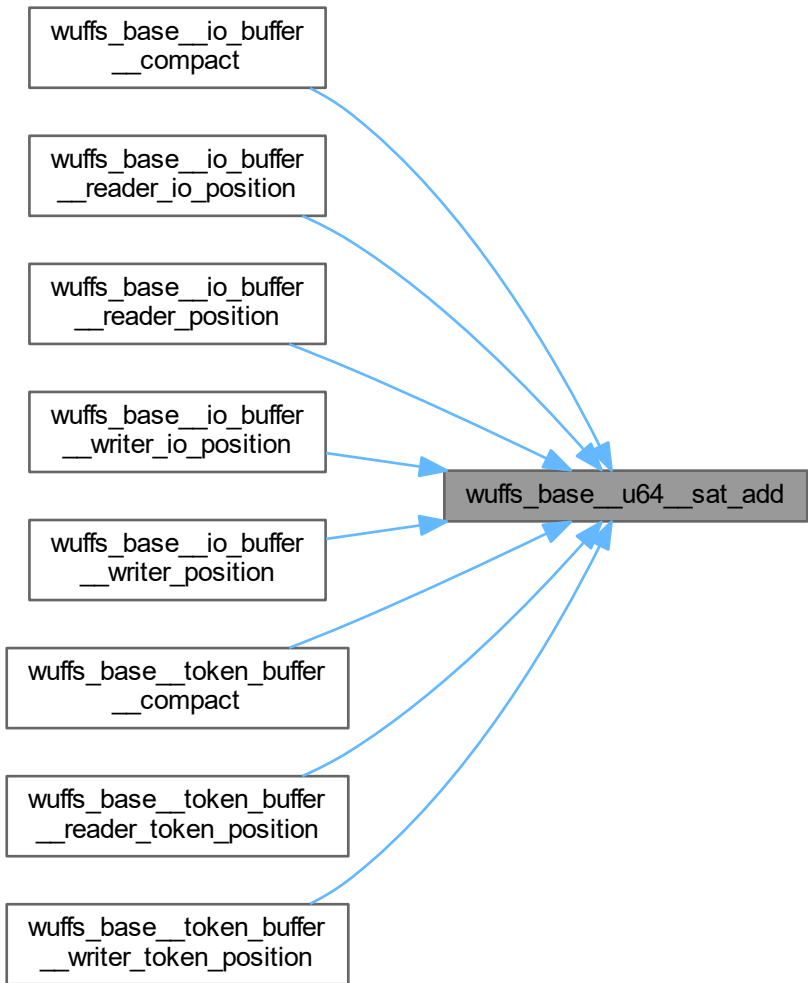 wuffs_base__io_buffer
__compact
wuffs_base__io_buffer
__reader_io_position
wuffs_base__io_buffer
__reader_position
wuffs_base__io_buffer
__writer_io_position
wuffs_base__u64__sat_add
wuffs_base__io_buffer
__writer_position
wuffs_base__token_buffer
__compact
wuffs_base__token_buffer
__reader_token_position
wuffs_base__token_buffer
__writer_token_position